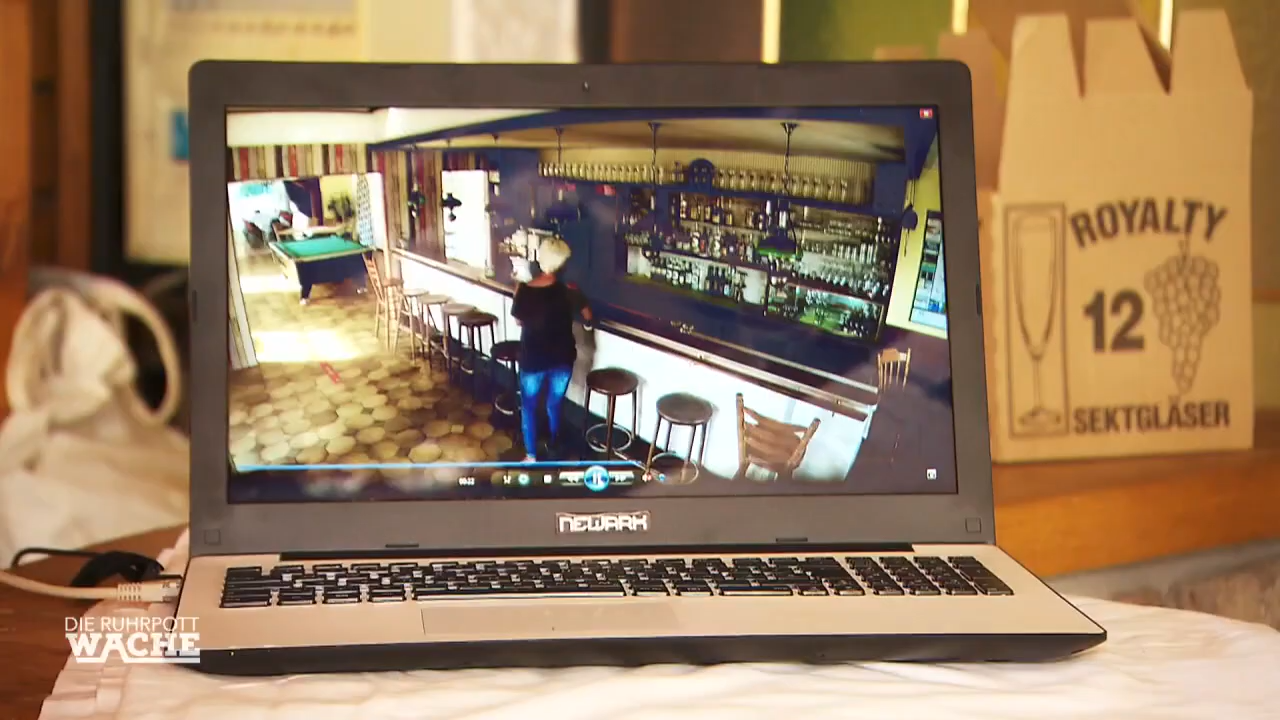 ROYALTY
12
SEKTGLÄSER
NEWARK
DIE RUHRPOTT
WACHE